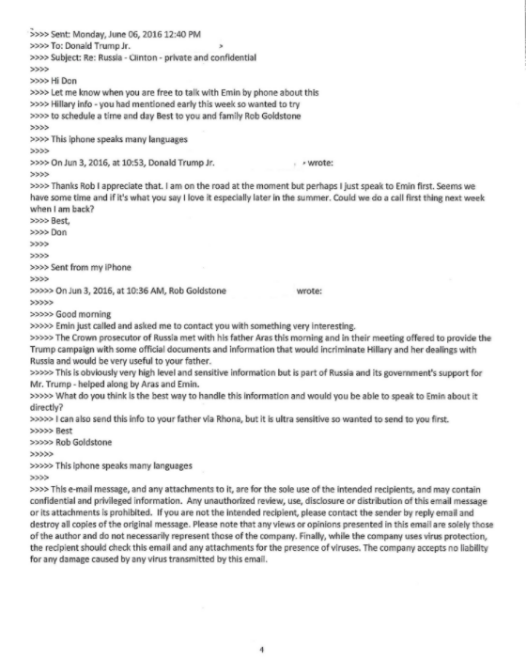 >>>> Sent: Monday, June 06, 2016 12:40 PM
>>>> To: Donald Trump Jr. >
>>>> Subject: Re: Russia - Clinton - private and confidential
>>>>
>>>> Hi Don
>>>> Let me know when you are free to talk with Emin by phone about this
>>>> Hillary info - you had mentioned early this week so wanted to try
>>>> to schedule a time and day Best to you and family Rob Goldstone
>>>>
>>>> This iphone speaks many languages
>>>>
>>>> On Jun 3, 2016, at 10:53, Donald Trump Jr. > wrote:
>>>>
>>>> Thanks Rob I appreciate that. I am on the road at the moment but perhaps I just speak to Emin first. Seems we
have some time and if it's what you say I love it especially later in the summer. Could we do a call first thing next week
when I am back?
>>>> Best,
>>>> Don
>>>>
>>>>
>>>> Sent from my iPhone
>>>>
>>>>> On Jun 3, 2016, at 10:36 AM, Rob Goldstone wrote:
>>>>>
>>>>> Good morning
>>>>> Emin just called and asked me to contact you with something very interesting.
>>>>> The Crown prosecutor of Russia met with his father Aras this morning and in their meeting offered to provide the
Trump campaign with some official documents and information that would incriminate Hillary and her dealings with
Russia and would be very useful to your father.
>>>>> This is obviously very high level and sensitive information but is part of Russia and its government's support for
Mr. Trump - helped along by Aras and Emin.
>>>>> What do you think is the best way to handle this information and would you be able to speak to Emin about it
directly?
>>>>> I can also send this info to your father via Rhona, but it is ultra sensitive so wanted to send to you first.
>>>>> Best
>>>>> Rob Goldstone
>>>>>
>>>>> This iphone speaks many languages
>>>>
>>>>> This e-mail message, and any attachments to it, are for the sole use of the intended recipients, and may contain
confidential and privileged information. Any unauthorized review, use, disclosure or distribution of this email message
or its attachments is prohibited. If you are not the intended recipient, please contact the sender by reply email and
destroy all copies of the original message. Please note that any views or opinions presented in this email are solely those
of the author and do not necessarily represent those of the company. Finally, while the company uses virus protection,
the recipient should check this email and any attachments for the presence of viruses. The company accepts no liability
for any damage caused by any virus transmitted by this email.
4